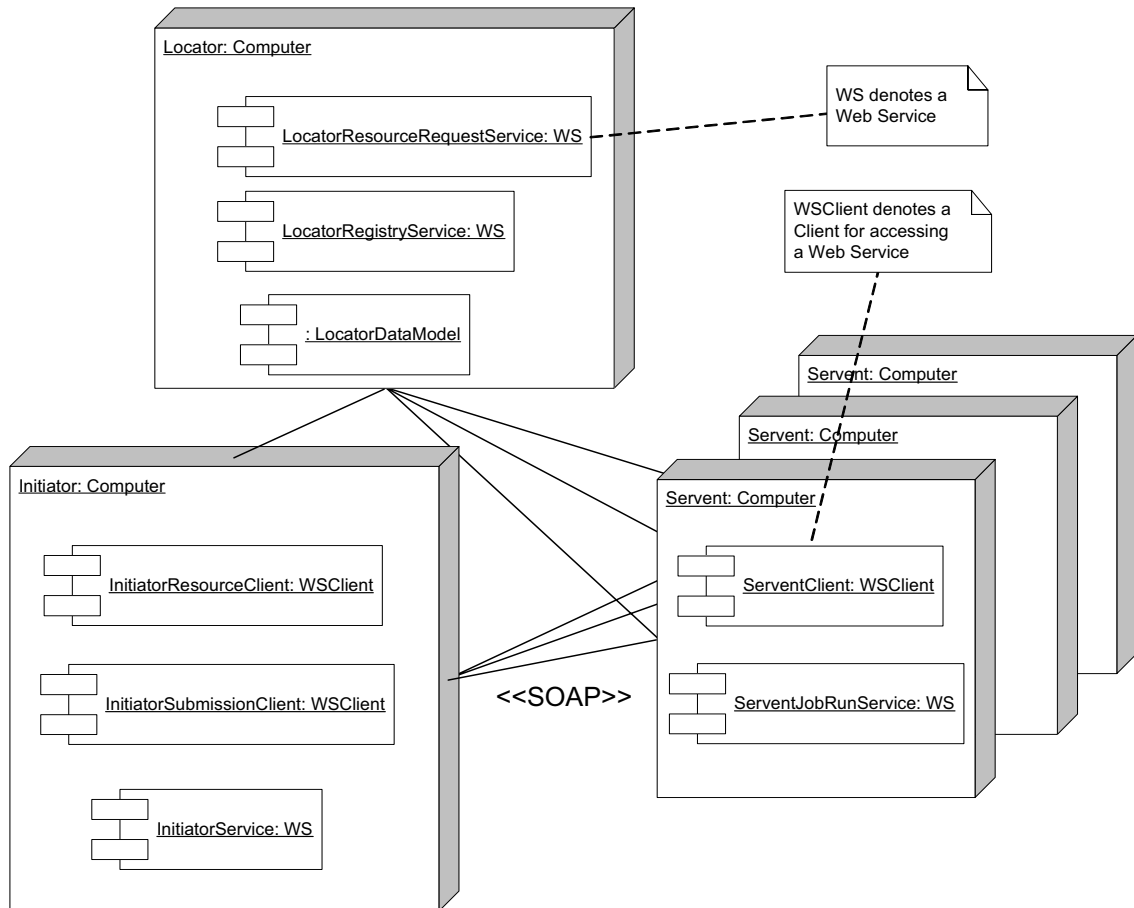 Locator: Computer
LocatorResourceRequestService: WS
LocatorRegistryService: WS
: LocatorDataModel
WS denotes a
Web Service
WSClient denotes a
Client for accessing
a Web Service
Servent: Computer
Servent: Computer
Servent: Computer
ServentClient: WSClient
ServentJobRunService: WS
Initiator: Computer
InitiatorResourceClient: WSClient
InitiatorSubmissionClient: WSClient
InitiatorService: WS
<<SOAP>>